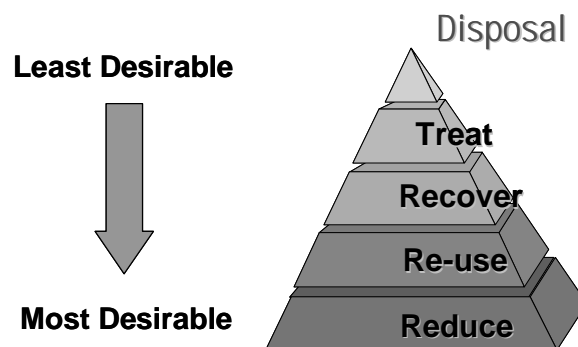 Disposal
Least Desirable
Treat
Recover
Re-use
Most Desirable
Reduce